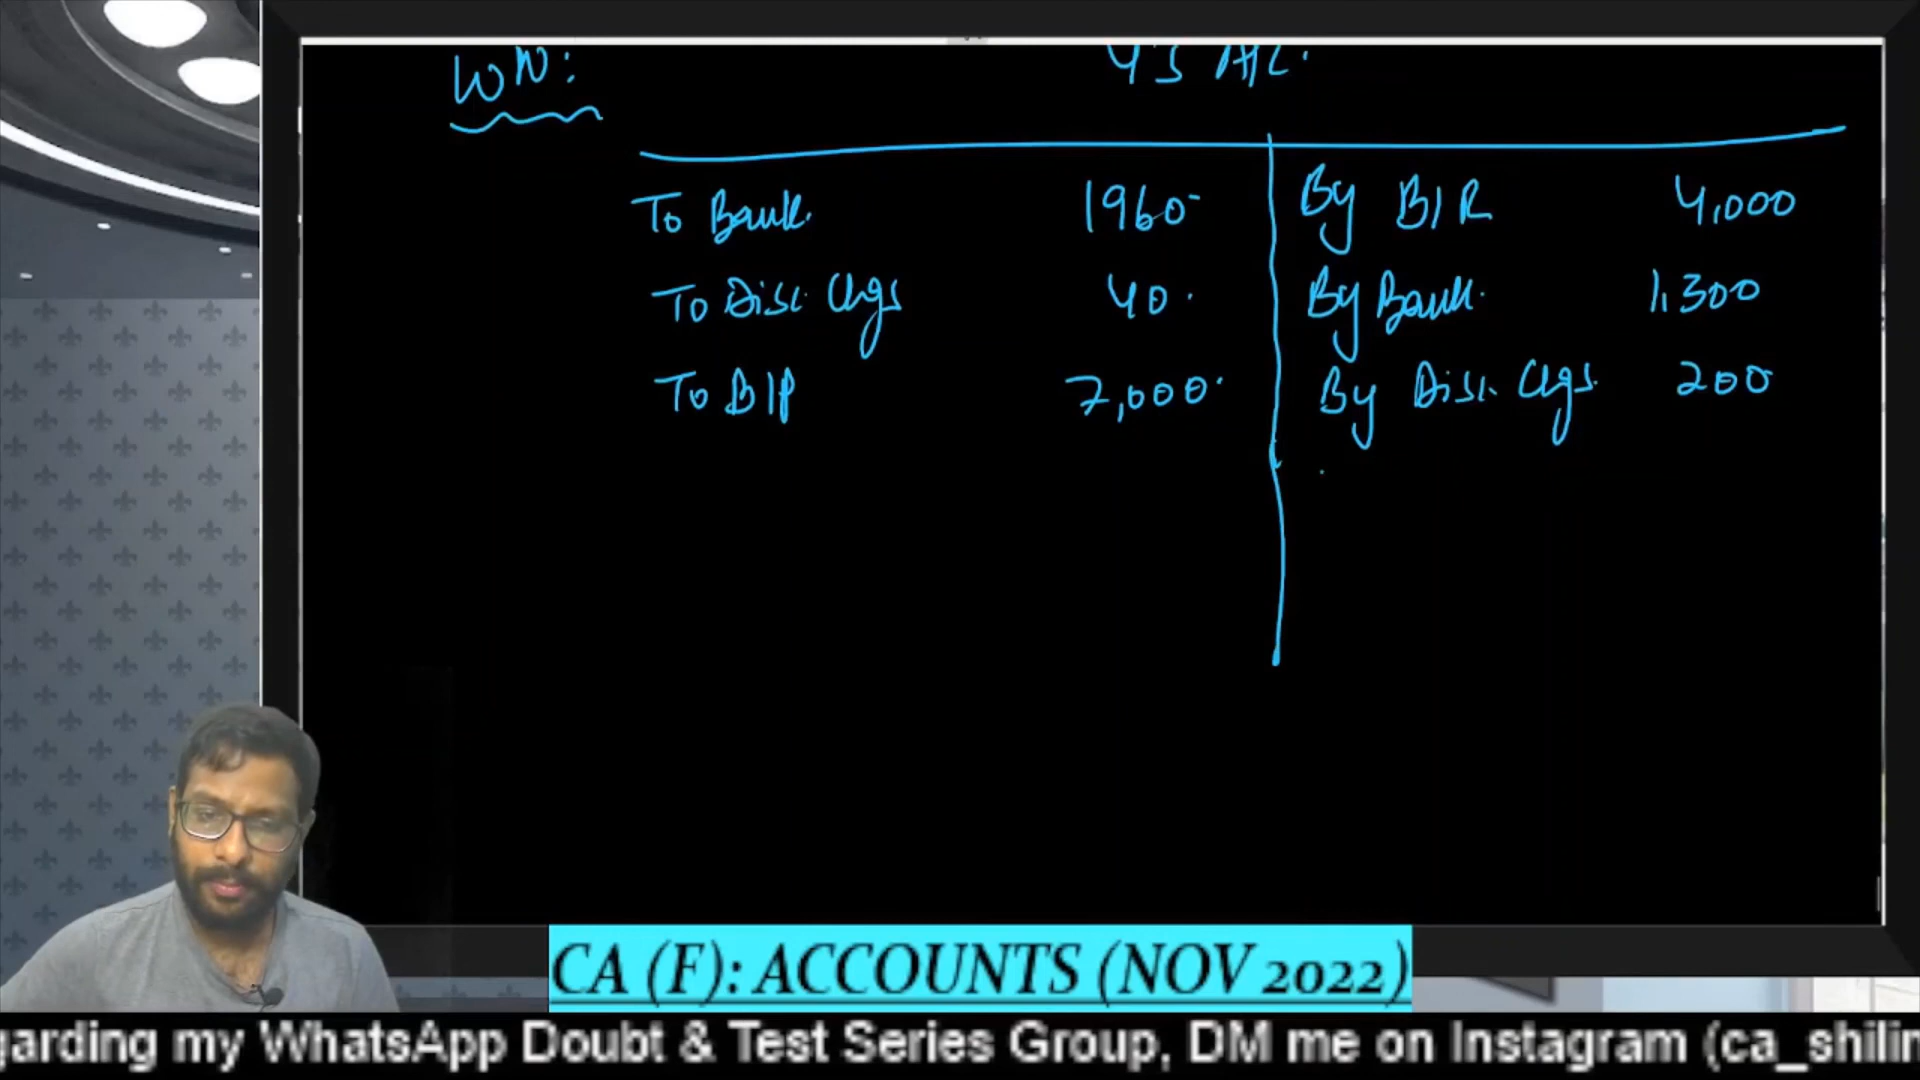 WN:
Y's A/c.
To Bank. 1960 By B/R 4,000
To Disc. Chgs 40. By Bank. 1,300
To B/P 7,000 By Disc. Chgs. 200
CA (F): ACCOUNTS (NOV 2022)
garding my WhatsApp Doubt & Test Series Group, DM me on Instagram (ca_shilin